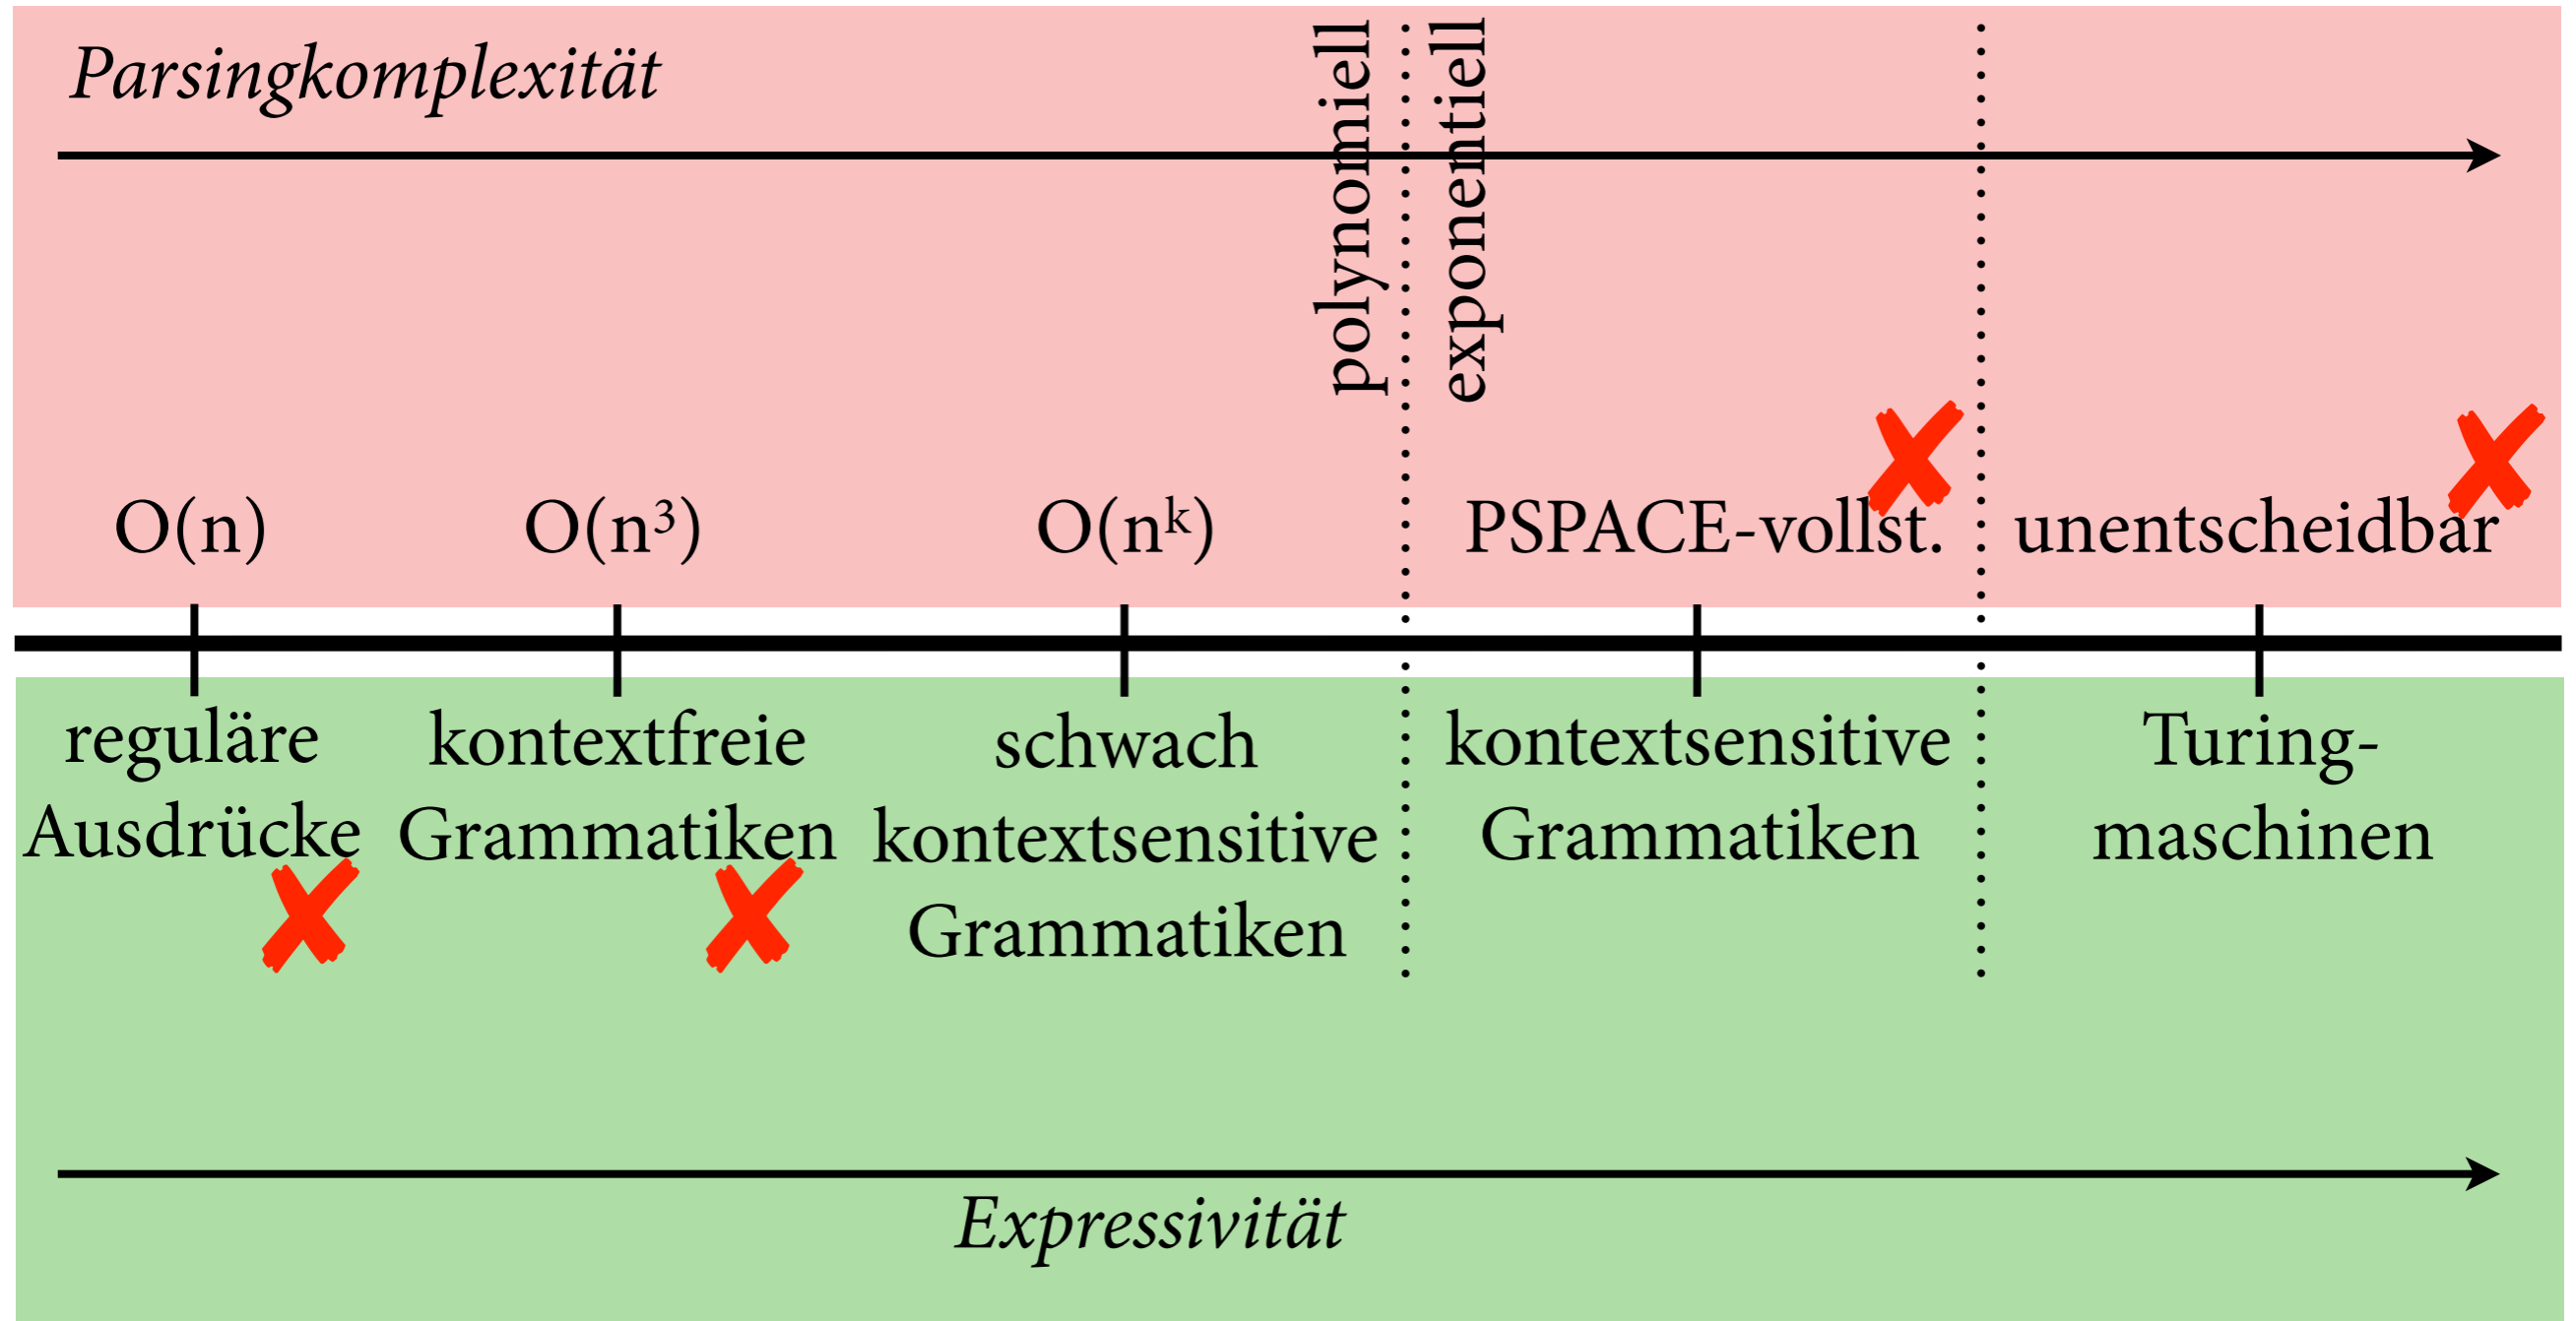 Parsingkomplexität
polynomiell
exponentiell
O(n)
O(n³)
O(nᵏ)
PSPACE-vollst.
unentscheidbar
reguläre
Ausdrücke
kontextfreie
Grammatiken
schwach
kontextsensitive
Grammatiken
kontextsensitive
Grammatiken
Turing-
maschinen
Expressivität